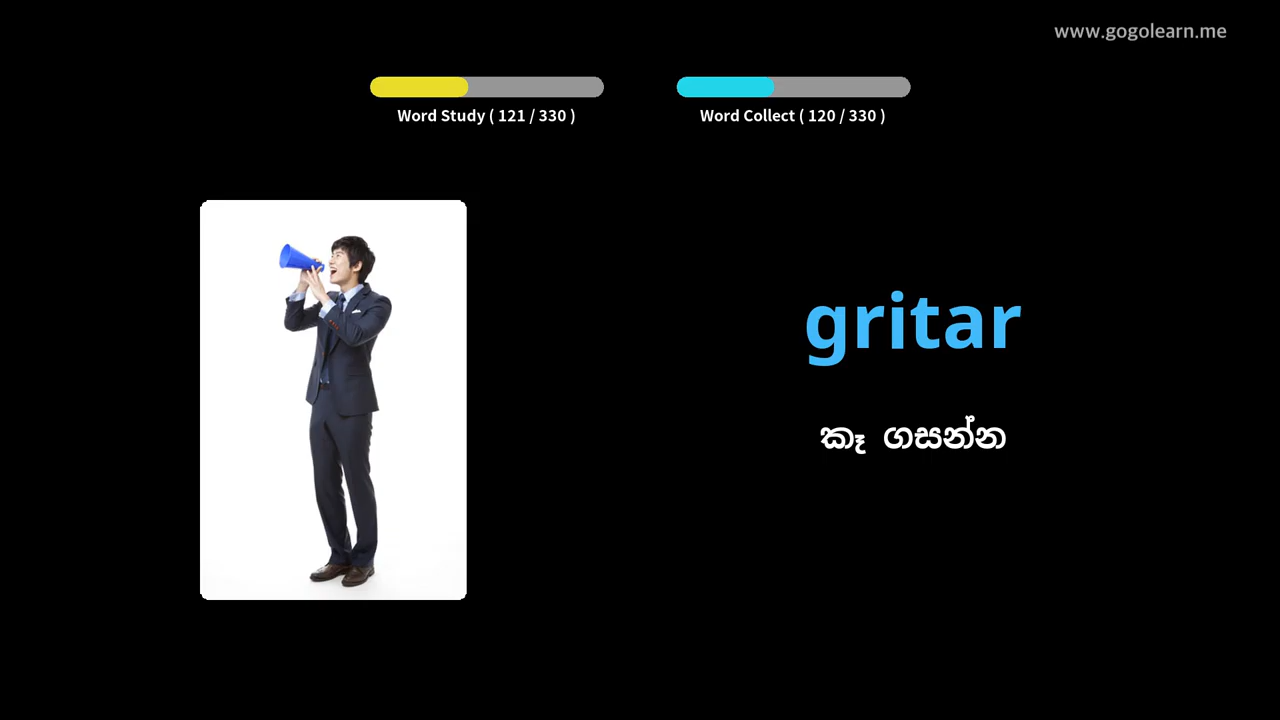 www.gogolearn.me
Word Study ( 121 / 330 )
Word Collect ( 120 / 330 )
gritar
කෑ ගසන්න